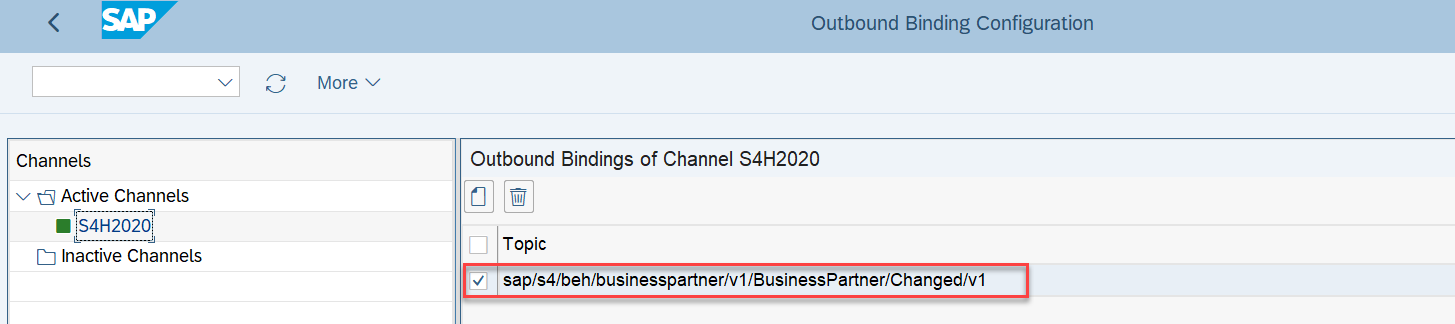 SAP
Outbound Binding Configuration
More
Channels
Active Channels
S4H2020
Inactive Channels
Outbound Bindings of Channel S4H2020
Topic
sap/s4/beh/businesspartner/v1/BusinessPartner/Changed/v1